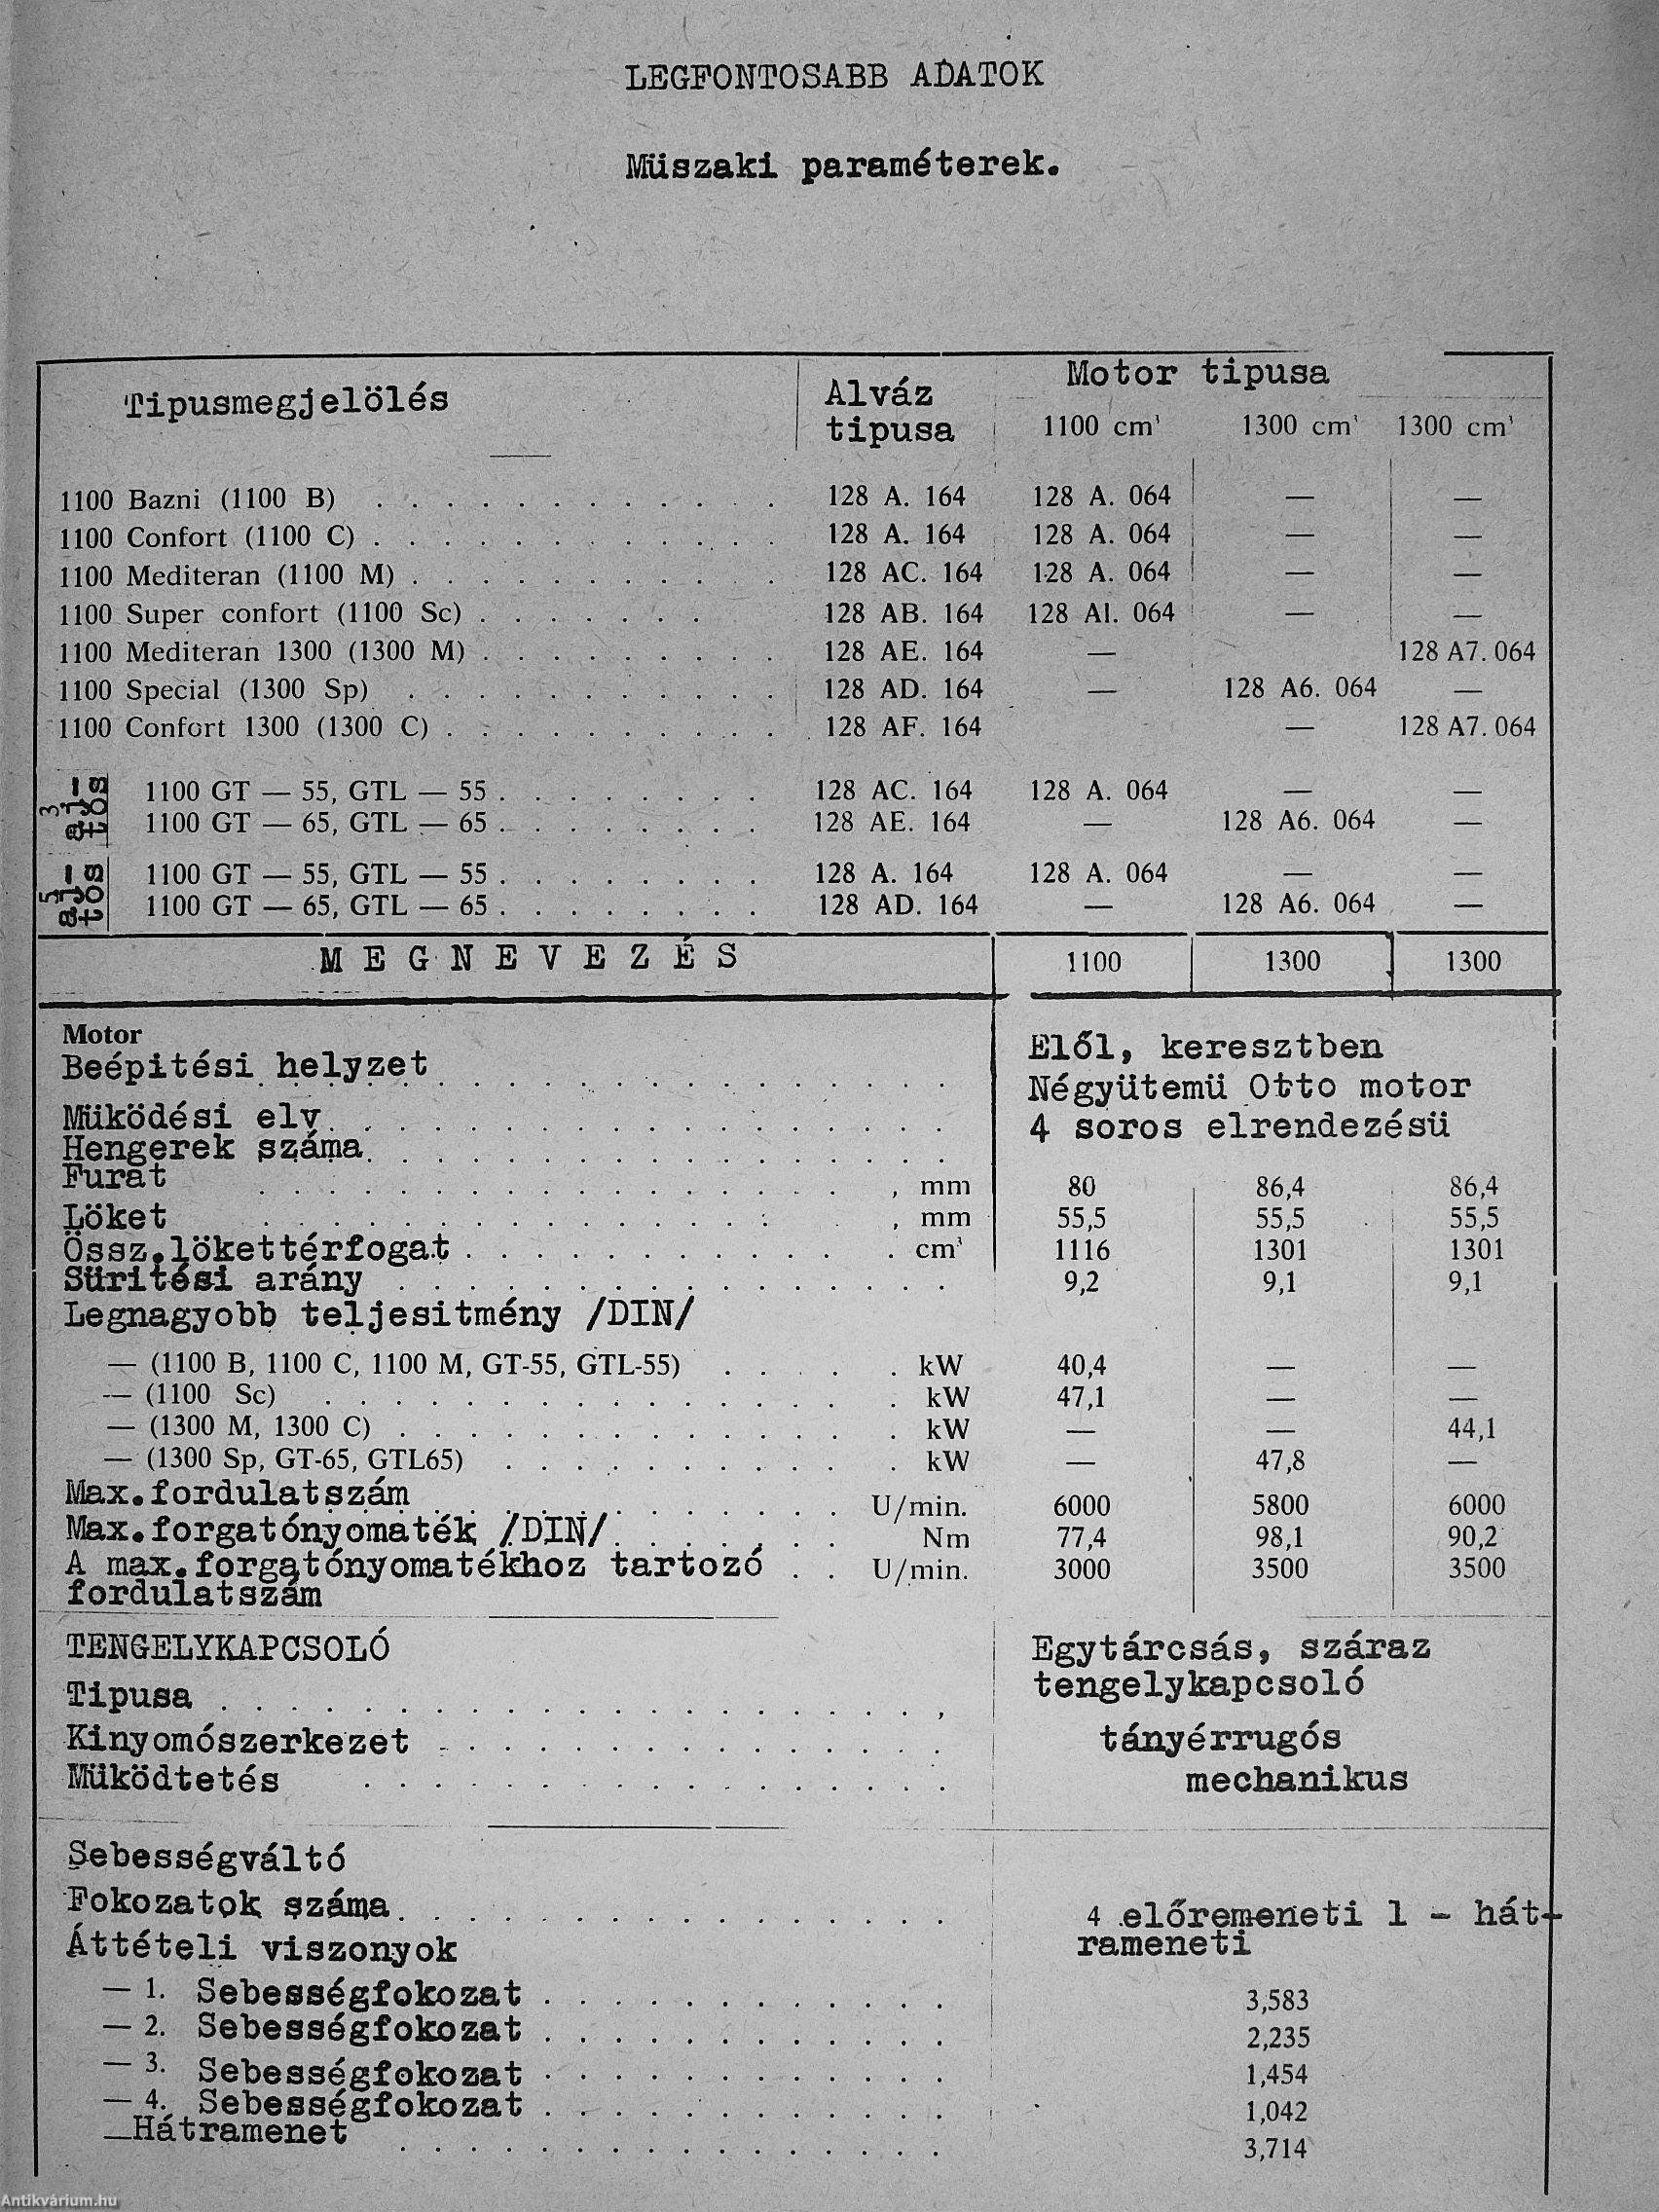 LEGFONTOSABB ADATOK
Müszaki paraméterek.
Tipusmegjelölés Alváz tipusa Motor tipusa
1100 cm³ 1300 cm³ 1300 cm³
1100 Bazni (1100 B) . . . . . . . . . . . . 128 A. 164 128 A. 064 — —
1100 Confort (1100 C) . . . . . . . . . . . . 128 A. 164 128 A. 064 — —
1100 Mediteran (1100 M) . . . . . . . . . . . 128 AC. 164 128 A. 064 — —
1100 Super confort (1100 Sc) . . . . . . . 128 AB. 164 128 Al. 064 — —
1100 Mediteran 1300 (1300 M) . . . . . . . . . 128 AE. 164 — 128 A7. 064
1100 Special (1300 Sp) . . . . . . . . . . . 128 AD. 164 — 128 A6. 064 —
1100 Confort 1300 (1300 C) . . . . . . . . . . 128 AF. 164 — 128 A7. 064
3 aj-
tós
1100 GT — 55, GTL — 55 . . . . . . . . 128 AC. 164 128 A. 064 — —
1100 GT — 65, GTL — 65 . . . . . . . . 128 AE. 164 — 128 A6. 064 —
5 aj-
tós
1100 GT — 55, GTL — 55 . . . . . . . . 128 A. 164 128 A. 064 — —
1100 GT — 65, GTL — 65 . . . . . . . . 128 AD. 164 — 128 A6. 064 —
M E G N E V E Z É S 1100 1300 1300
Motor
Beépitési helyzet . . . . . . . . . . . . . . . Elől, keresztben
Négyütemü Otto motor
Müködési elv . . . . . . . . . . . . . . . . . 4 soros elrendezésü
Hengerek száma . . . . . . . . . . . . . . . .
Furat . . . . . . . . . . . . . . . . . , mm 80 86,4 86,4
Löket . . . . . . . . . . . . . . . , mm 55,5 55,5 55,5
Össz.lökettérfogat . . . . . . . . . . . . cm³ 1116 1301 1301
Süritési arány . . . . . . . . . . . . . . . 9,2 9,1 9,1
Legnagyobb teljesitmény /DIN/
— (1100 B, 1100 C, 1100 M, GT-55, GTL-55) . . . . . kW 40,4 — —
— (1100 Sc) . . . . . . . . . . . . . . . . kW 47,1 — —
— (1300 M, 1300 C) . . . . . . . . . . . . . . kW — — 44,1
— (1300 Sp, GT-65, GTL65) . . . . . . . . . . . kW — 47,8 —
Max.fordulatszám . . . . . . . . . . . . U/min. 6000 5800 6000
Max.forgatónyomaték /DIN/ . . . . . . . Nm 77,4 98,1 90,2
A max.forgatónyomatékhoz tartozó . . U/min. 3000 3500 3500
fordulatszám
TENGELYKAPCSOLÓ Egytárcsás, száraz
tengelykapcsoló
Tipusa . . . . . . . . . . . . . . . . . . . . .
Kinyomószerkezet . . . . . . . . . . . . . . . tányérrugós
Müködtetés . . . . . . . . . . . . . . . . . mechanikus
Sebességváltó
Fokozatok száma . . . . . . . . . . . . . . . . 4 előremeneti 1 - hát-
rameneti
Áttételi viszonyok
— 1. Sebességfokozat . . . . . . . . . . . . 3,583
— 2. Sebességfokozat . . . . . . . . . . . . 2,235
— 3. Sebességfokozat . . . . . . . . . . . . 1,454
— 4. Sebességfokozat . . . . . . . . . . . . 1,042
—Hátramenet . . . . . . . . . . . . . . . . 3,714
Antikvárium.hu